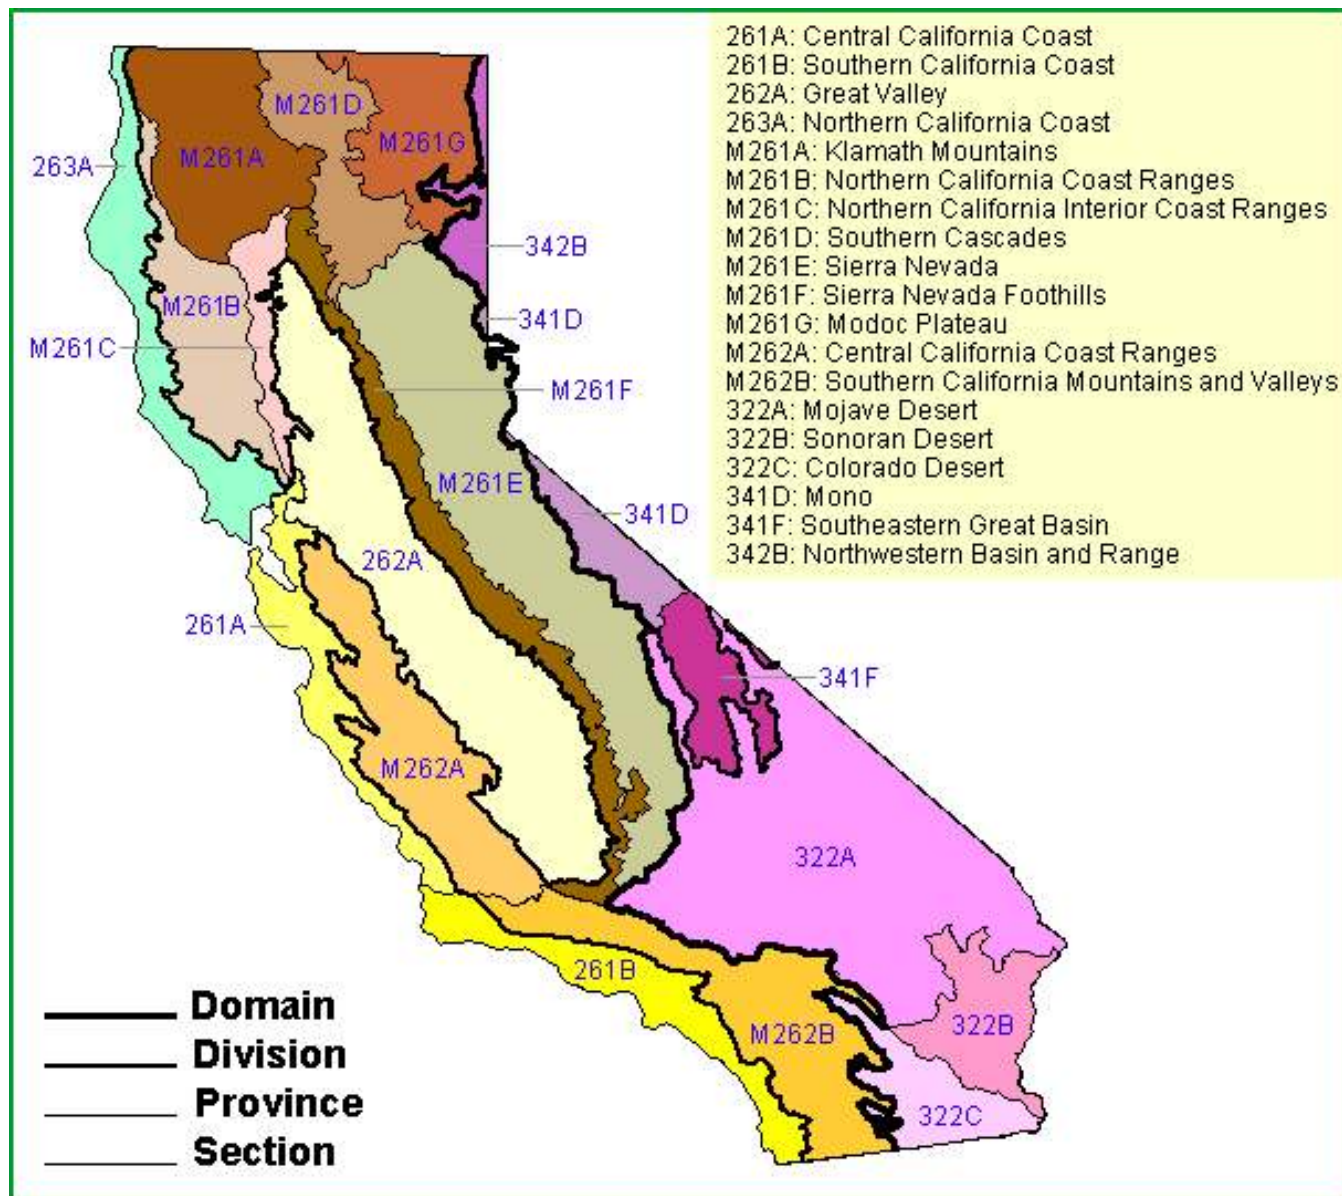 261A: Central California Coast
261B: Southern California Coast
262A: Great Valley
263A: Northern California Coast
M261A: Klamath Mountains
M261B: Northern California Coast Ranges
M261C: Northern California Interior Coast Ranges
M261D: Southern Cascades
M261E: Sierra Nevada
M261F: Sierra Nevada Foothills
M261G: Modoc Plateau
M262A: Central California Coast Ranges
M262B: Southern California Mountains and Valleys
322A: Mojave Desert
322B: Sonoran Desert
322C: Colorado Desert
341D: Mono
341F: Southeastern Great Basin
342B: Northwestern Basin and Range
M261D
M261G
M261A
263A
342B
M261B
341D
M261C
M261F
M261E
341D
262A
261A
341F
M262A
322A
261B
322B
M262B
322C
Domain
Division
Province
Section